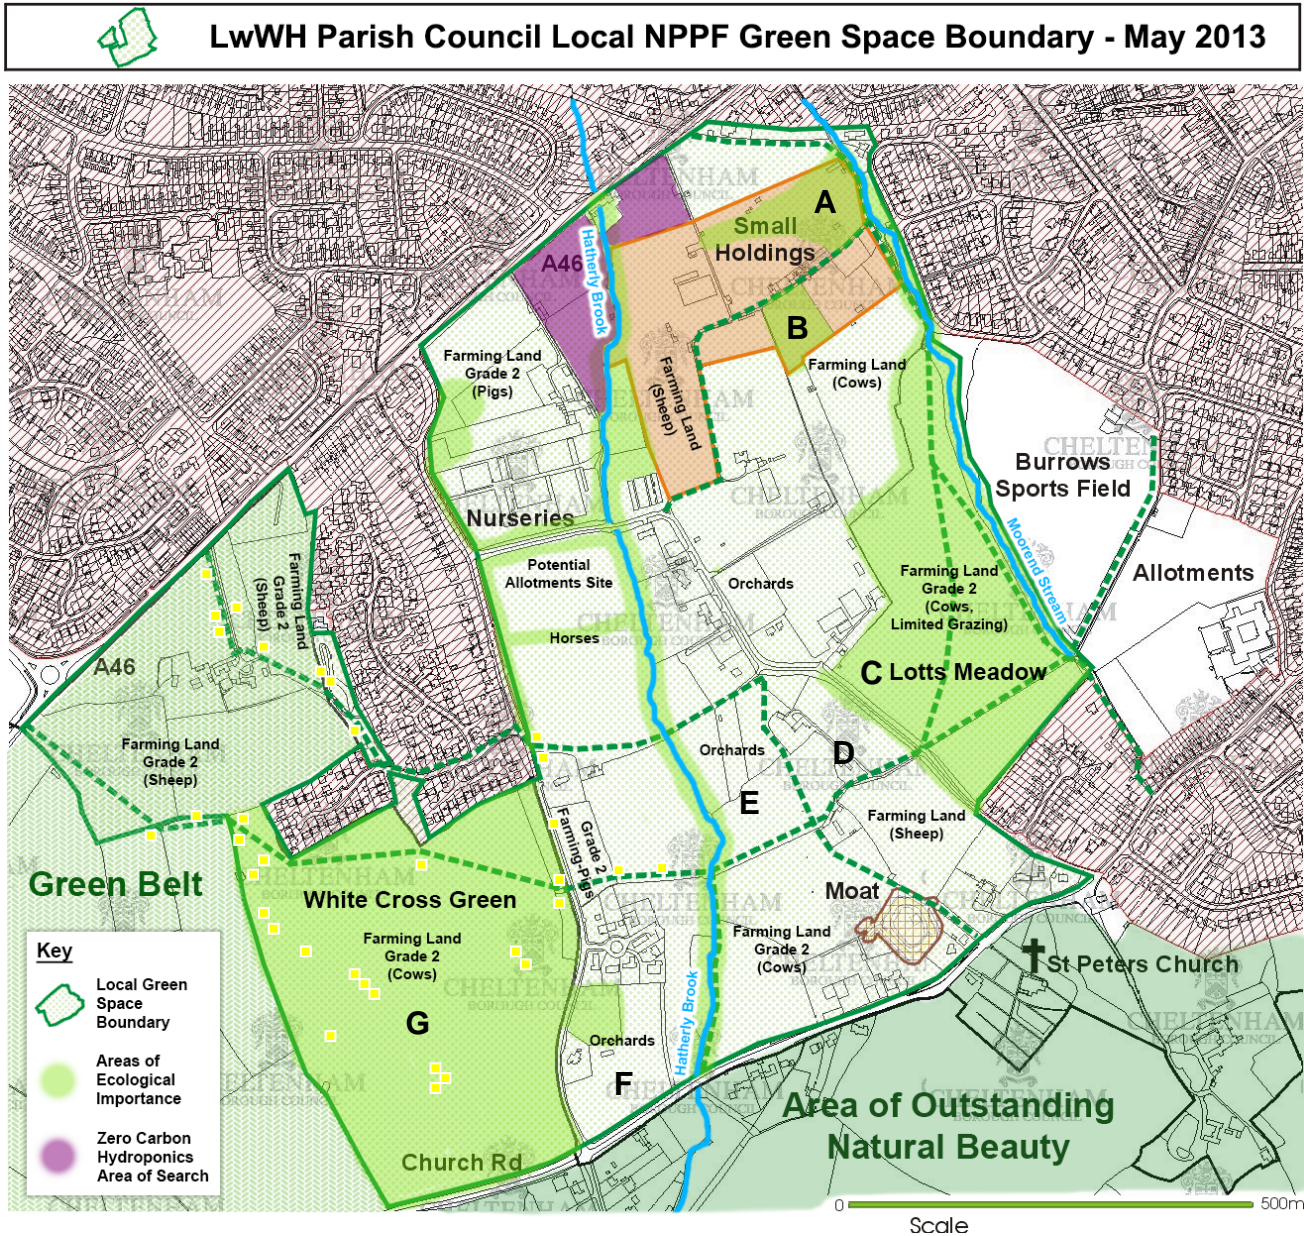 LwWH Parish Council Local NPPF Green Space Boundary - May 2013
CHELTENHAM
A
Small
Holdings
A46
Hatherly Brook
B
Farming Land
Grade 2
(Pigs)
Farming Land
(Sheep)
Farming Land
(Cows)
CHELTENHAM
BOROUGH COUNCIL
Burrows
Sports Field
Nurseries
Moorend Stream
Potential
Allotments Site
Orchards
Farming Land
Grade 2
(Cows,
Limited Grazing)
Allotments
Farming Land
Grade 2
(Sheep)
Horses
A46
C Lotts Meadow
Farming Land
Grade 2
(Sheep)
Orchards
D
E
Farming Land
(Sheep)
Grade 2
Farming-Pigs
Green Belt
White Cross Green
Moat
Farming Land
Grade 2
(Cows)
Farming Land
Grade 2
(Cows)
St Peters Church
G
Hatherly Brook
Orchards
F
Area of Outstanding
Natural Beauty
Church Rd
Key
Local Green
Space
Boundary
Areas of
Ecological
Importance
Zero Carbon
Hydroponics
Area of Search
0
500m
Scale